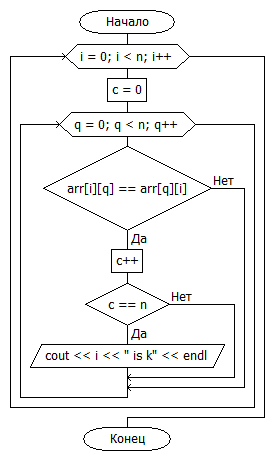 Начало
i = 0; i < n; i++
c = 0
q = 0; q < n; q++
arr[i][q] == arr[q][i]
Нет
Да
c++
c == n
Нет
Да
cout << i << " is k" << endl
Конец